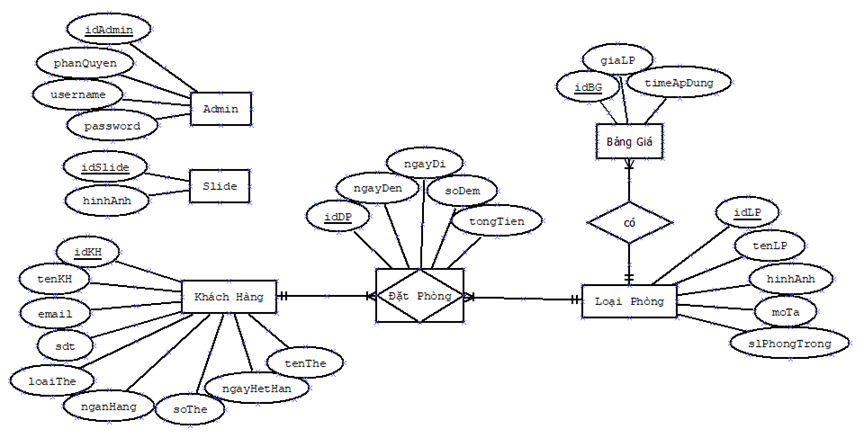 idAdmin
phanQuyen
username
password
Admin
idSlide
hinhAnh
Slide
giaLP
idBG
timeApDung
Bảng Giá
có
ngayDi
ngayDen
soDem
idDP
tongTien
Đặt Phòng
idLP
tenLP
hinhAnh
moTa
slPhongTrong
Loại Phòng
idKH
tenKH
email
sdt
loaiThe
nganHang
soThe
ngayHetHan
tenThe
Khách Hàng